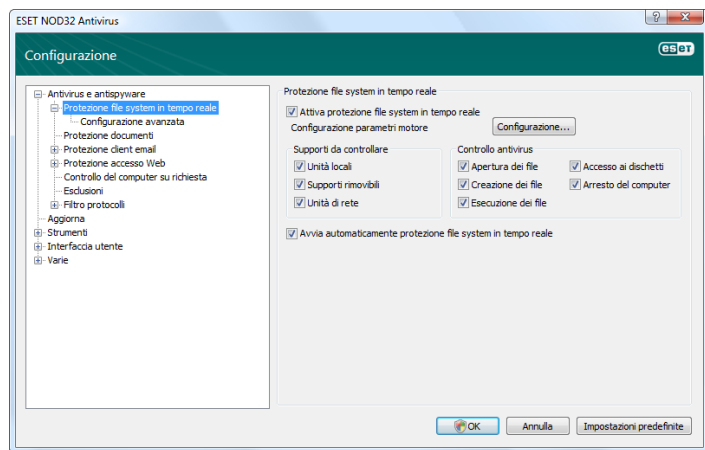 ESET NOD32 Antivirus
Configurazione
eset
Antivirus e antispyware
Protezione file system in tempo reale
Configurazione avanzata
Protezione documenti
Protezione client email
Protezione accesso Web
Controllo del computer su richiesta
Esclusioni
Filtro protocolli
Aggiorna
Strumenti
Interfaccia utente
Varie
Protezione file system in tempo reale
Attiva protezione file system in tempo reale
Configurazione parametri motore
Configurazione...
Supporti da controllare
Unità locali
Supporti rimovibili
Unità di rete
Controllo antivirus
Apertura dei file
Accesso ai dischetti
Creazione dei file
Arresto del computer
Esecuzione dei file
Avvia automaticamente protezione file system in tempo reale
OK
Annulla
Impostazioni predefinite